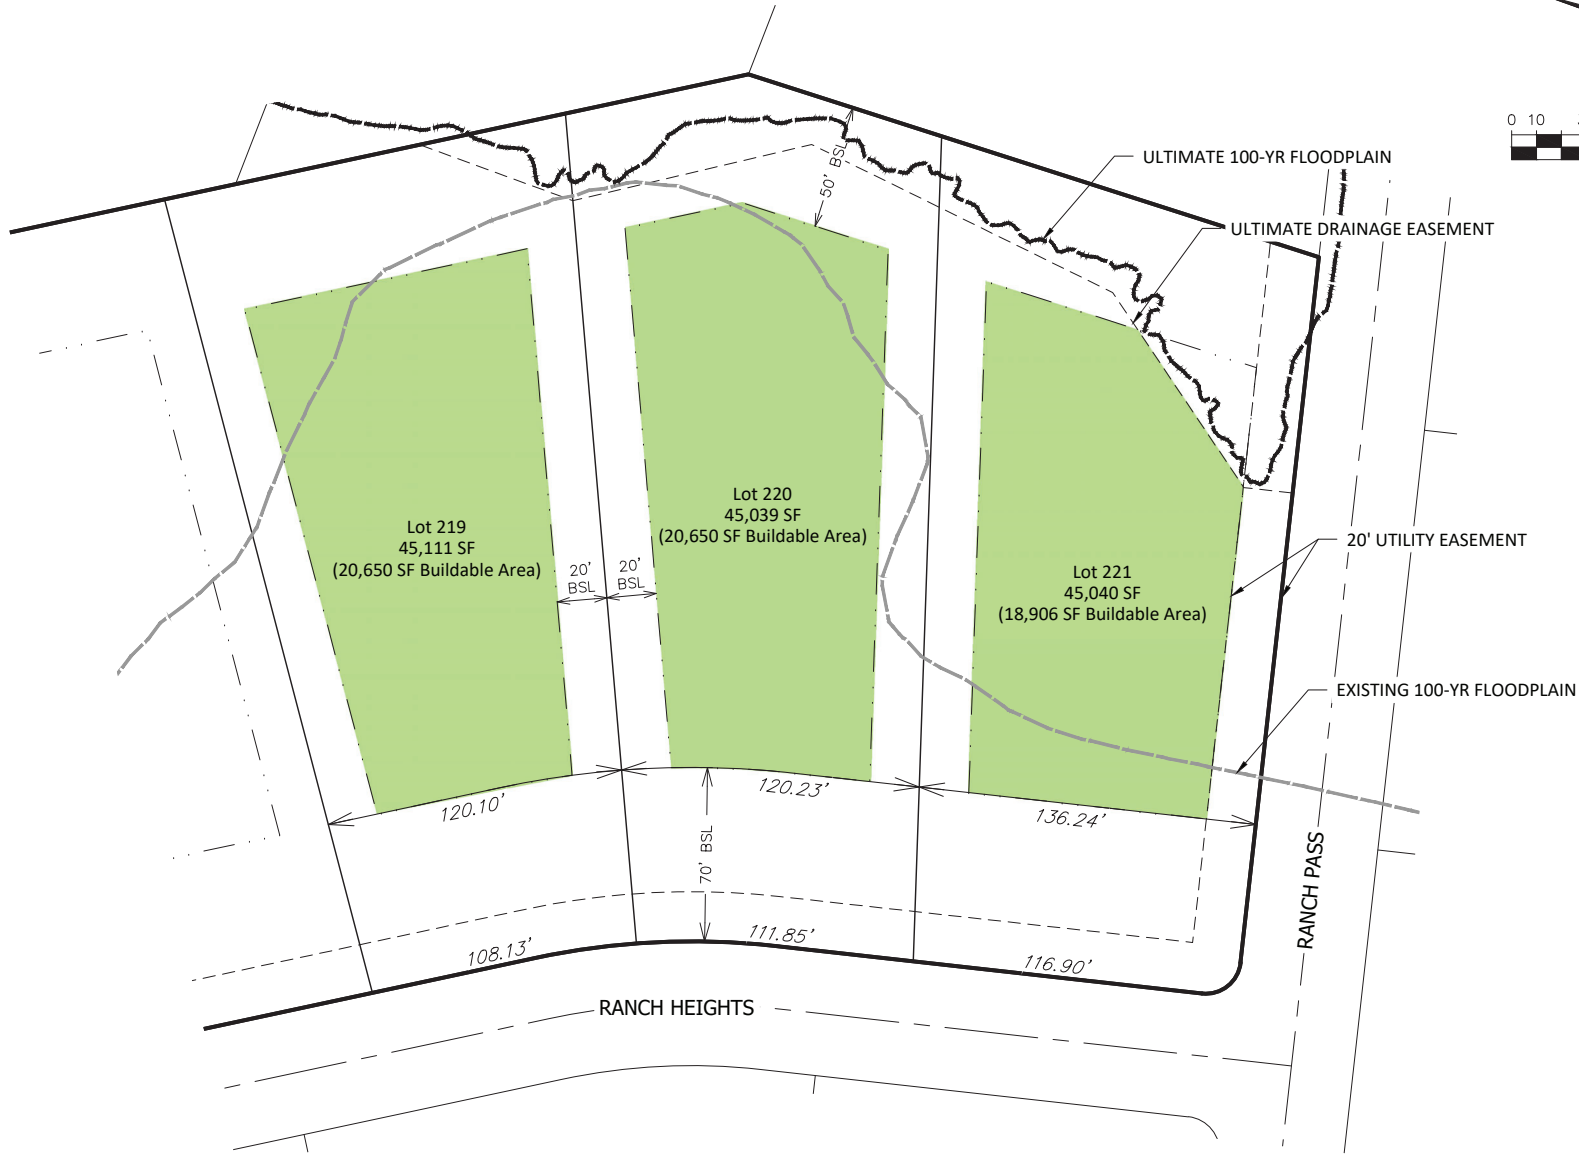 0 10
ULTIMATE 100-YR FLOODPLAIN
50' BSL
ULTIMATE DRAINAGE EASEMENT
Lot 220
45,039 SF
(20,650 SF Buildable Area)
Lot 219
45,111 SF
(20,650 SF Buildable Area)
20' UTILITY EASEMENT
20'
BSL
20'
BSL
Lot 221
45,040 SF
(18,906 SF Buildable Area)
EXISTING 100-YR FLOODPLAIN
120.10'
120.23'
136.24'
70' BSL
RANCH PASS
108.13'
111.85'
116.90'
RANCH HEIGHTS